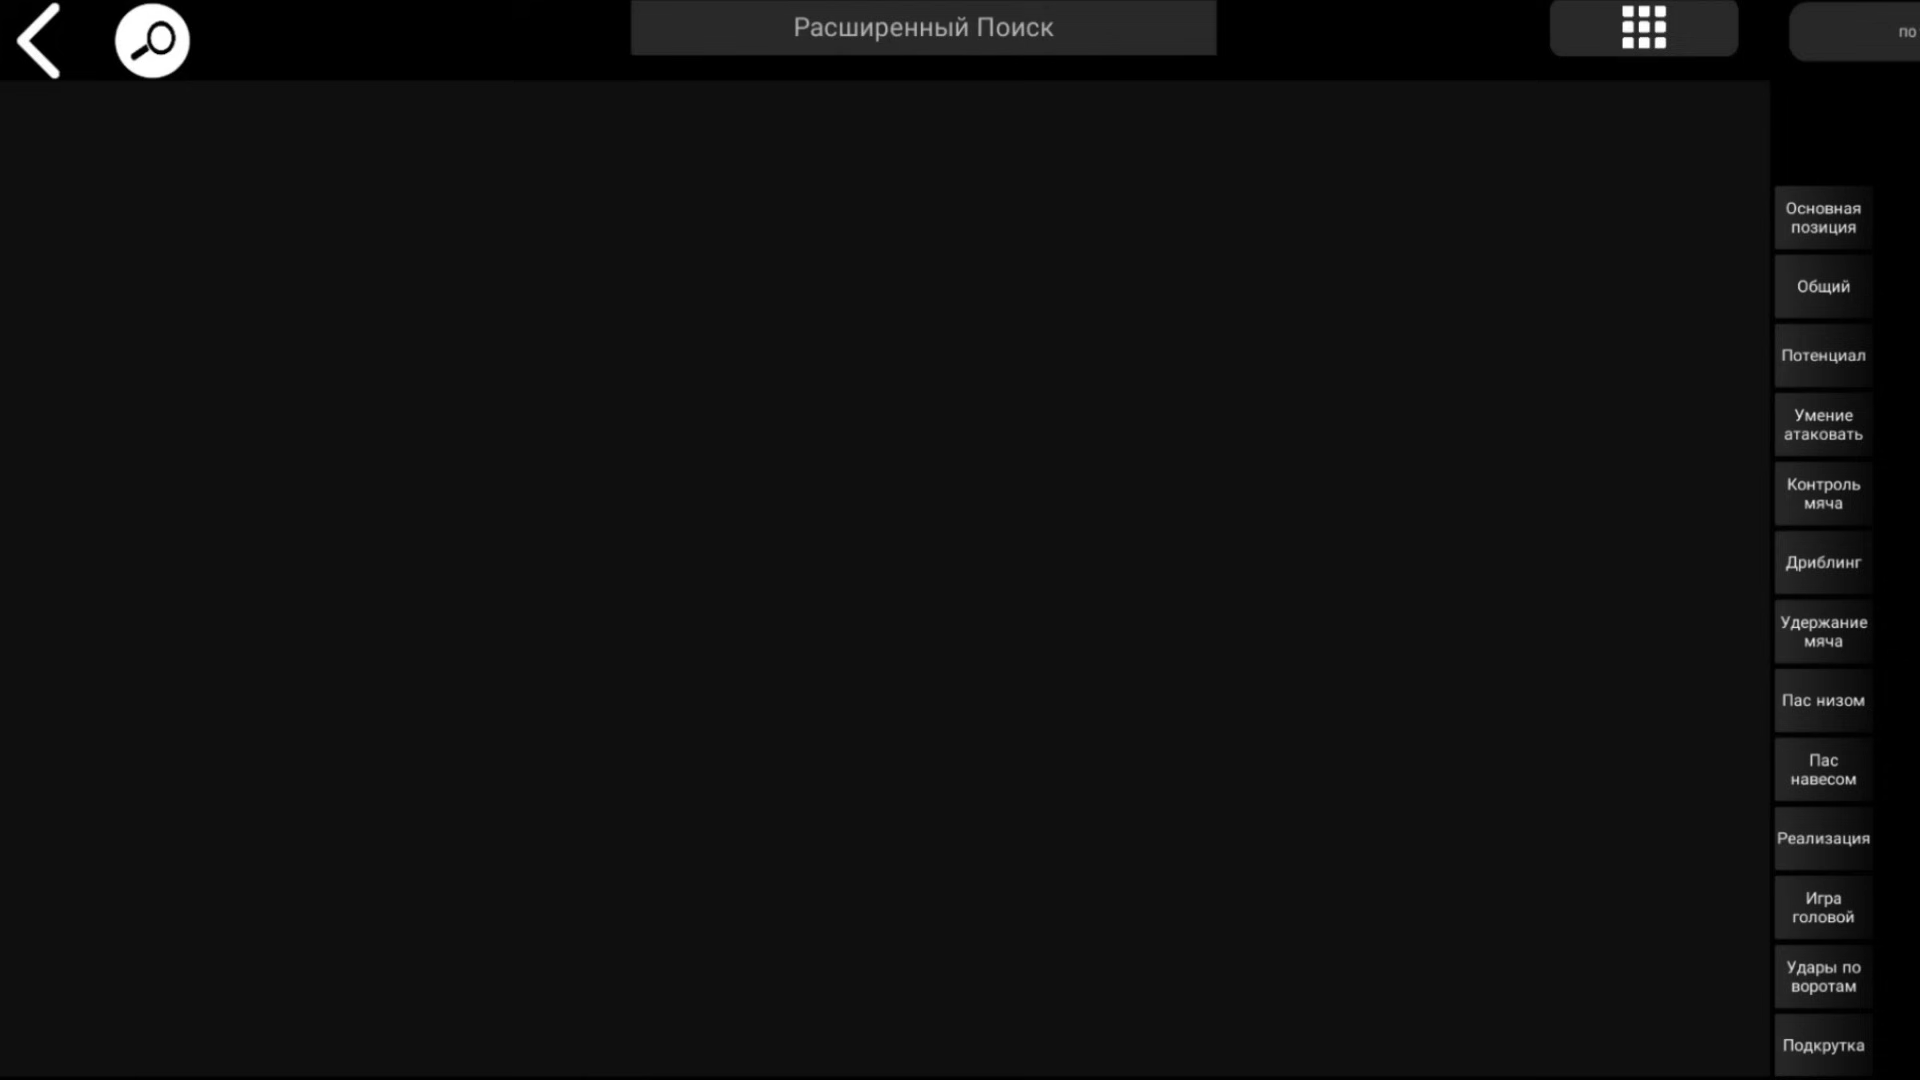 Расширенный Поиск
по
Основная
позиция
Общий
Потенциал
Умение
атаковать
Контроль
мяча
Дриблинг
Удержание
мяча
Пас низом
Пас
навесом
Реализация
Игра
головой
Удары по
воротам
Подкрутка